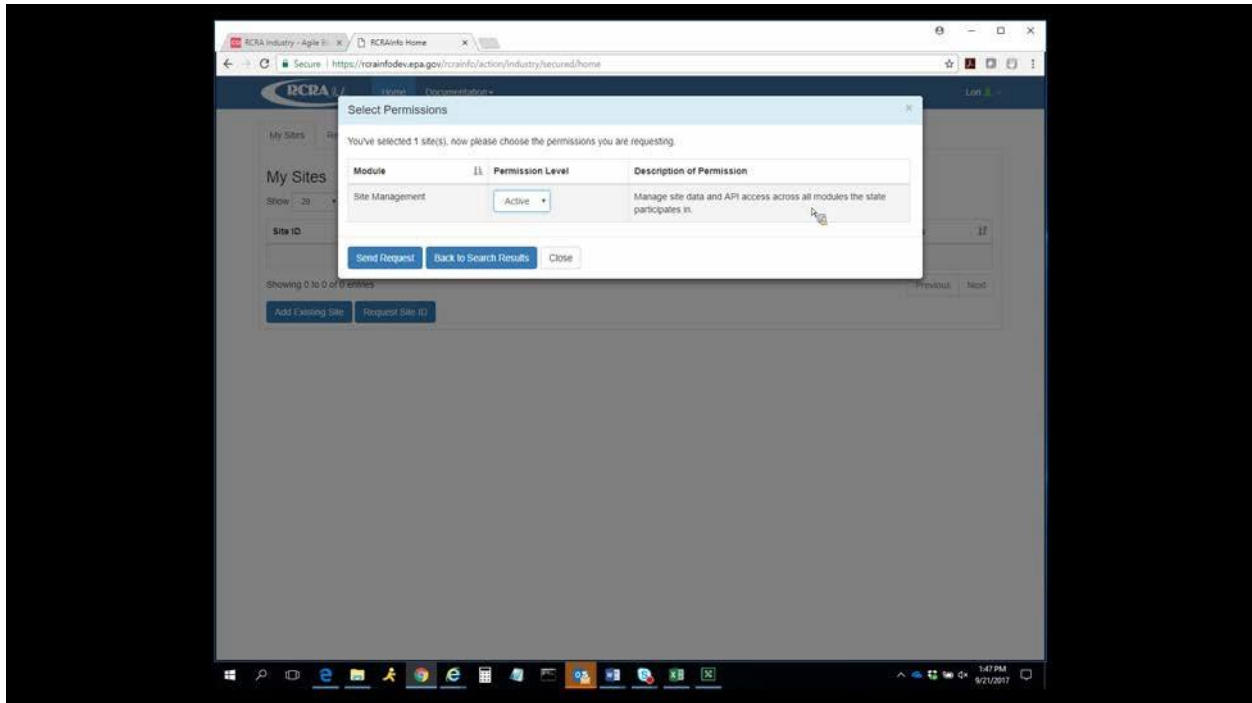 RCRA Industry - Agile B
RCRAInfo Home
Secure https://rcrainfodev.epa.gov/rcrainfo/action/industry/secured/home
RCRA
Home Documentation
Lori
Select Permissions
My Sites Re
You've selected 1 site(s), now please choose the permissions you are requesting.
Module Permission Level Description of Permission
My Sites
Site Management Active Manage site data and API access across all modules the state
participates in.
Show 20
Site ID
Send Request Back to Search Results Close
Showing 0 to 0 of 0 entries
Previous Next
Add Existing Site Request Site ID
1:47 PM
9/21/2017